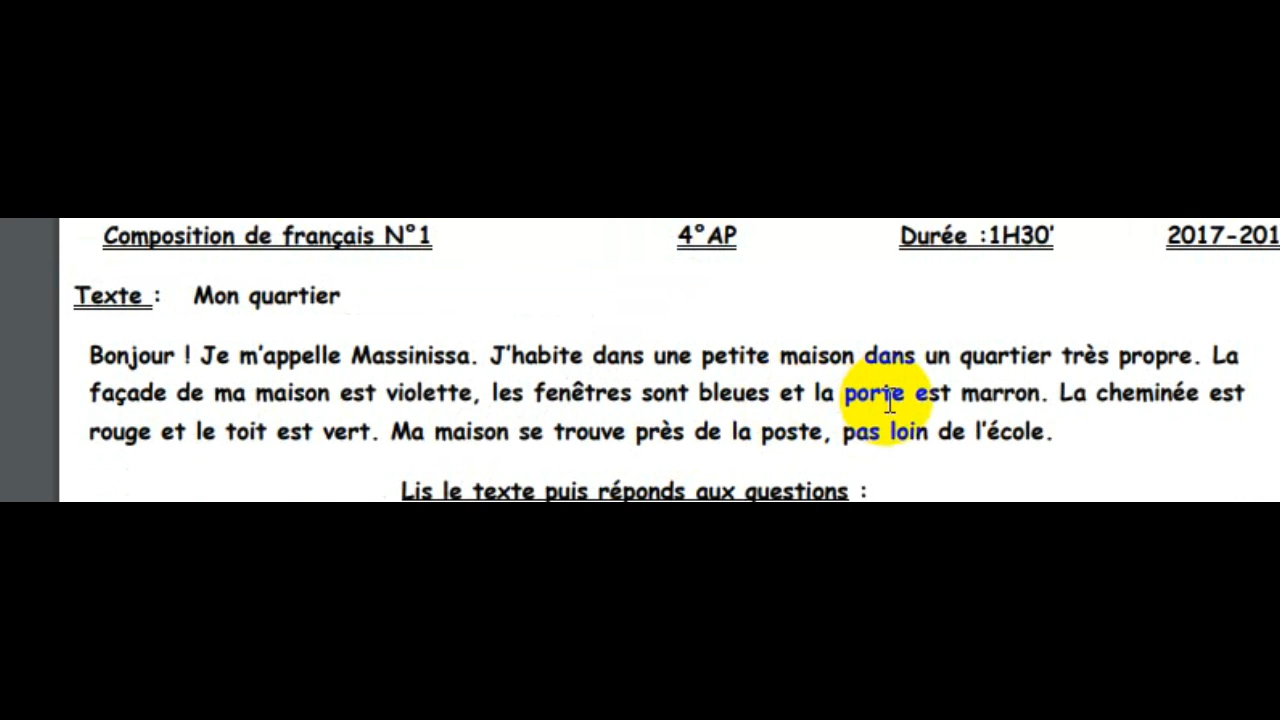 Composition de français N°1 4°AP Durée :1H30' 2017-201
Texte : Mon quartier
Bonjour ! Je m'appelle Massinissa. J'habite dans une petite maison dans un quartier très propre. La
façade de ma maison est violette, les fenêtres sont bleues et la porte est marron. La cheminée est
rouge et le toit est vert. Ma maison se trouve près de la poste, pas loin de l'école.
Lis le texte puis réponds aux questions :